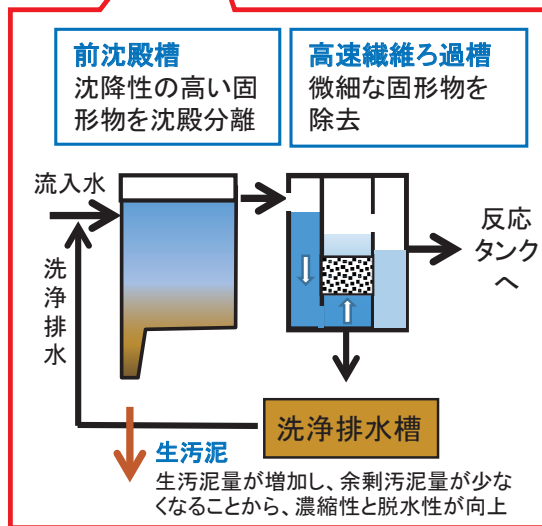 前沈殿槽
沈降性の高い固
形物を沈殿分離
高速繊維ろ過槽
微細な固形物を
除去
流入水
反応
タンク
へ
洗浄排水
洗浄排水槽
生汚泥
生汚泥量が増加し、余剰汚泥量が少な
くなることから、濃縮性と脱水性が向上